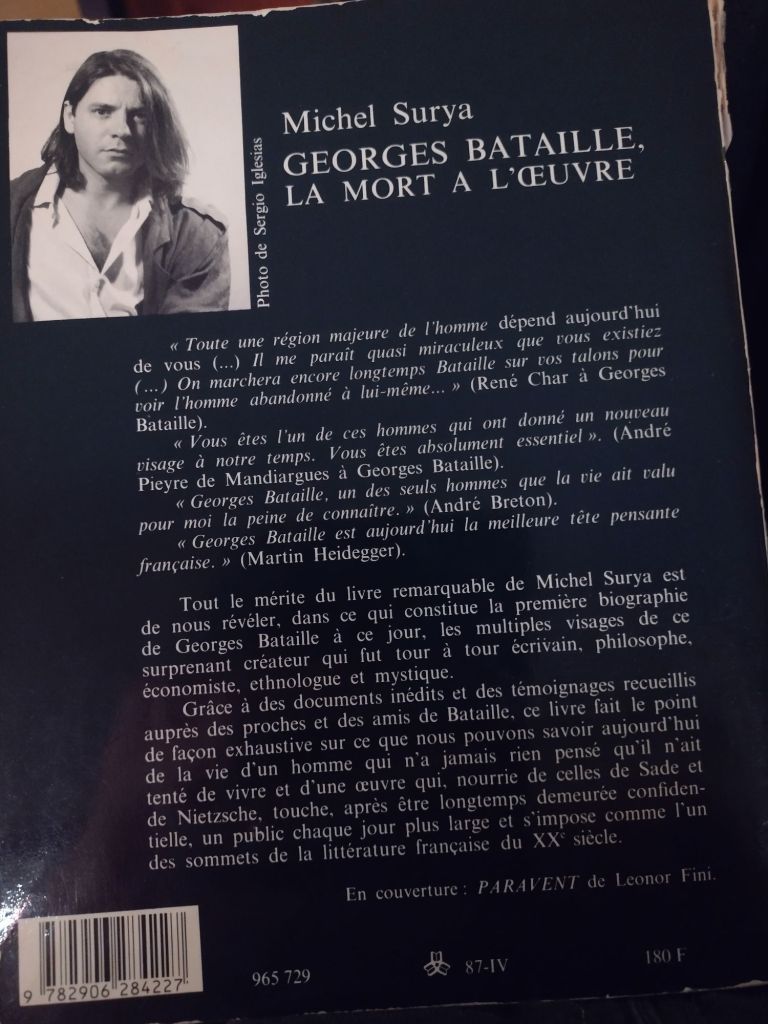 Michel Surya
GEORGES BATAILLE,
LA MORT A L'ŒUVRE
Photo de Sergio Iglesias
« Toute une région majeure de l'homme dépend aujourd'hui
de vous (...) Il me paraît quasi miraculeux que vous existiez
(...) On marchera encore longtemps Bataille sur vos talons pour
voir l'homme abandonné à lui-même... » (René Char à Georges
Bataille).
« Vous êtes l'un de ces hommes qui ont donné un nouveau
visage à notre temps. Vous êtes absolument essentiel ». (André
Pieyre de Mandiargues à Georges Bataille).
« Georges Bataille, un des seuls hommes que la vie ait valu
pour moi la peine de connaître. » (André Breton).
« Georges Bataille est aujourd'hui la meilleure tête pensante
française. » (Martin Heidegger).
Tout le mérite du livre remarquable de Michel Surya est
de nous révéler, dans ce qui constitue la première biographie
de Georges Bataille à ce jour, les multiples visages de ce
surprenant créateur qui fut tour à tour écrivain, philosophe,
économiste, ethnologue et mystique.
Grâce à des documents inédits et des témoignages recueillis
auprès des proches et des amis de Bataille, ce livre fait le point
de façon exhaustive sur ce que nous pouvons savoir aujourd'hui
de la vie d'un homme qui n'a jamais rien pensé qu'il n'ait
tenté de vivre et d'une œuvre qui, nourrie de celles de Sade et
de Nietzsche, touche, après être longtemps demeurée confiden-
tielle, un public chaque jour plus large et s'impose comme l'un
des sommets de la littérature française du XXe siècle.
En couverture : PARAVENT de Leonor Fini.
9 782906 284227
965 729
87-IV
180 F